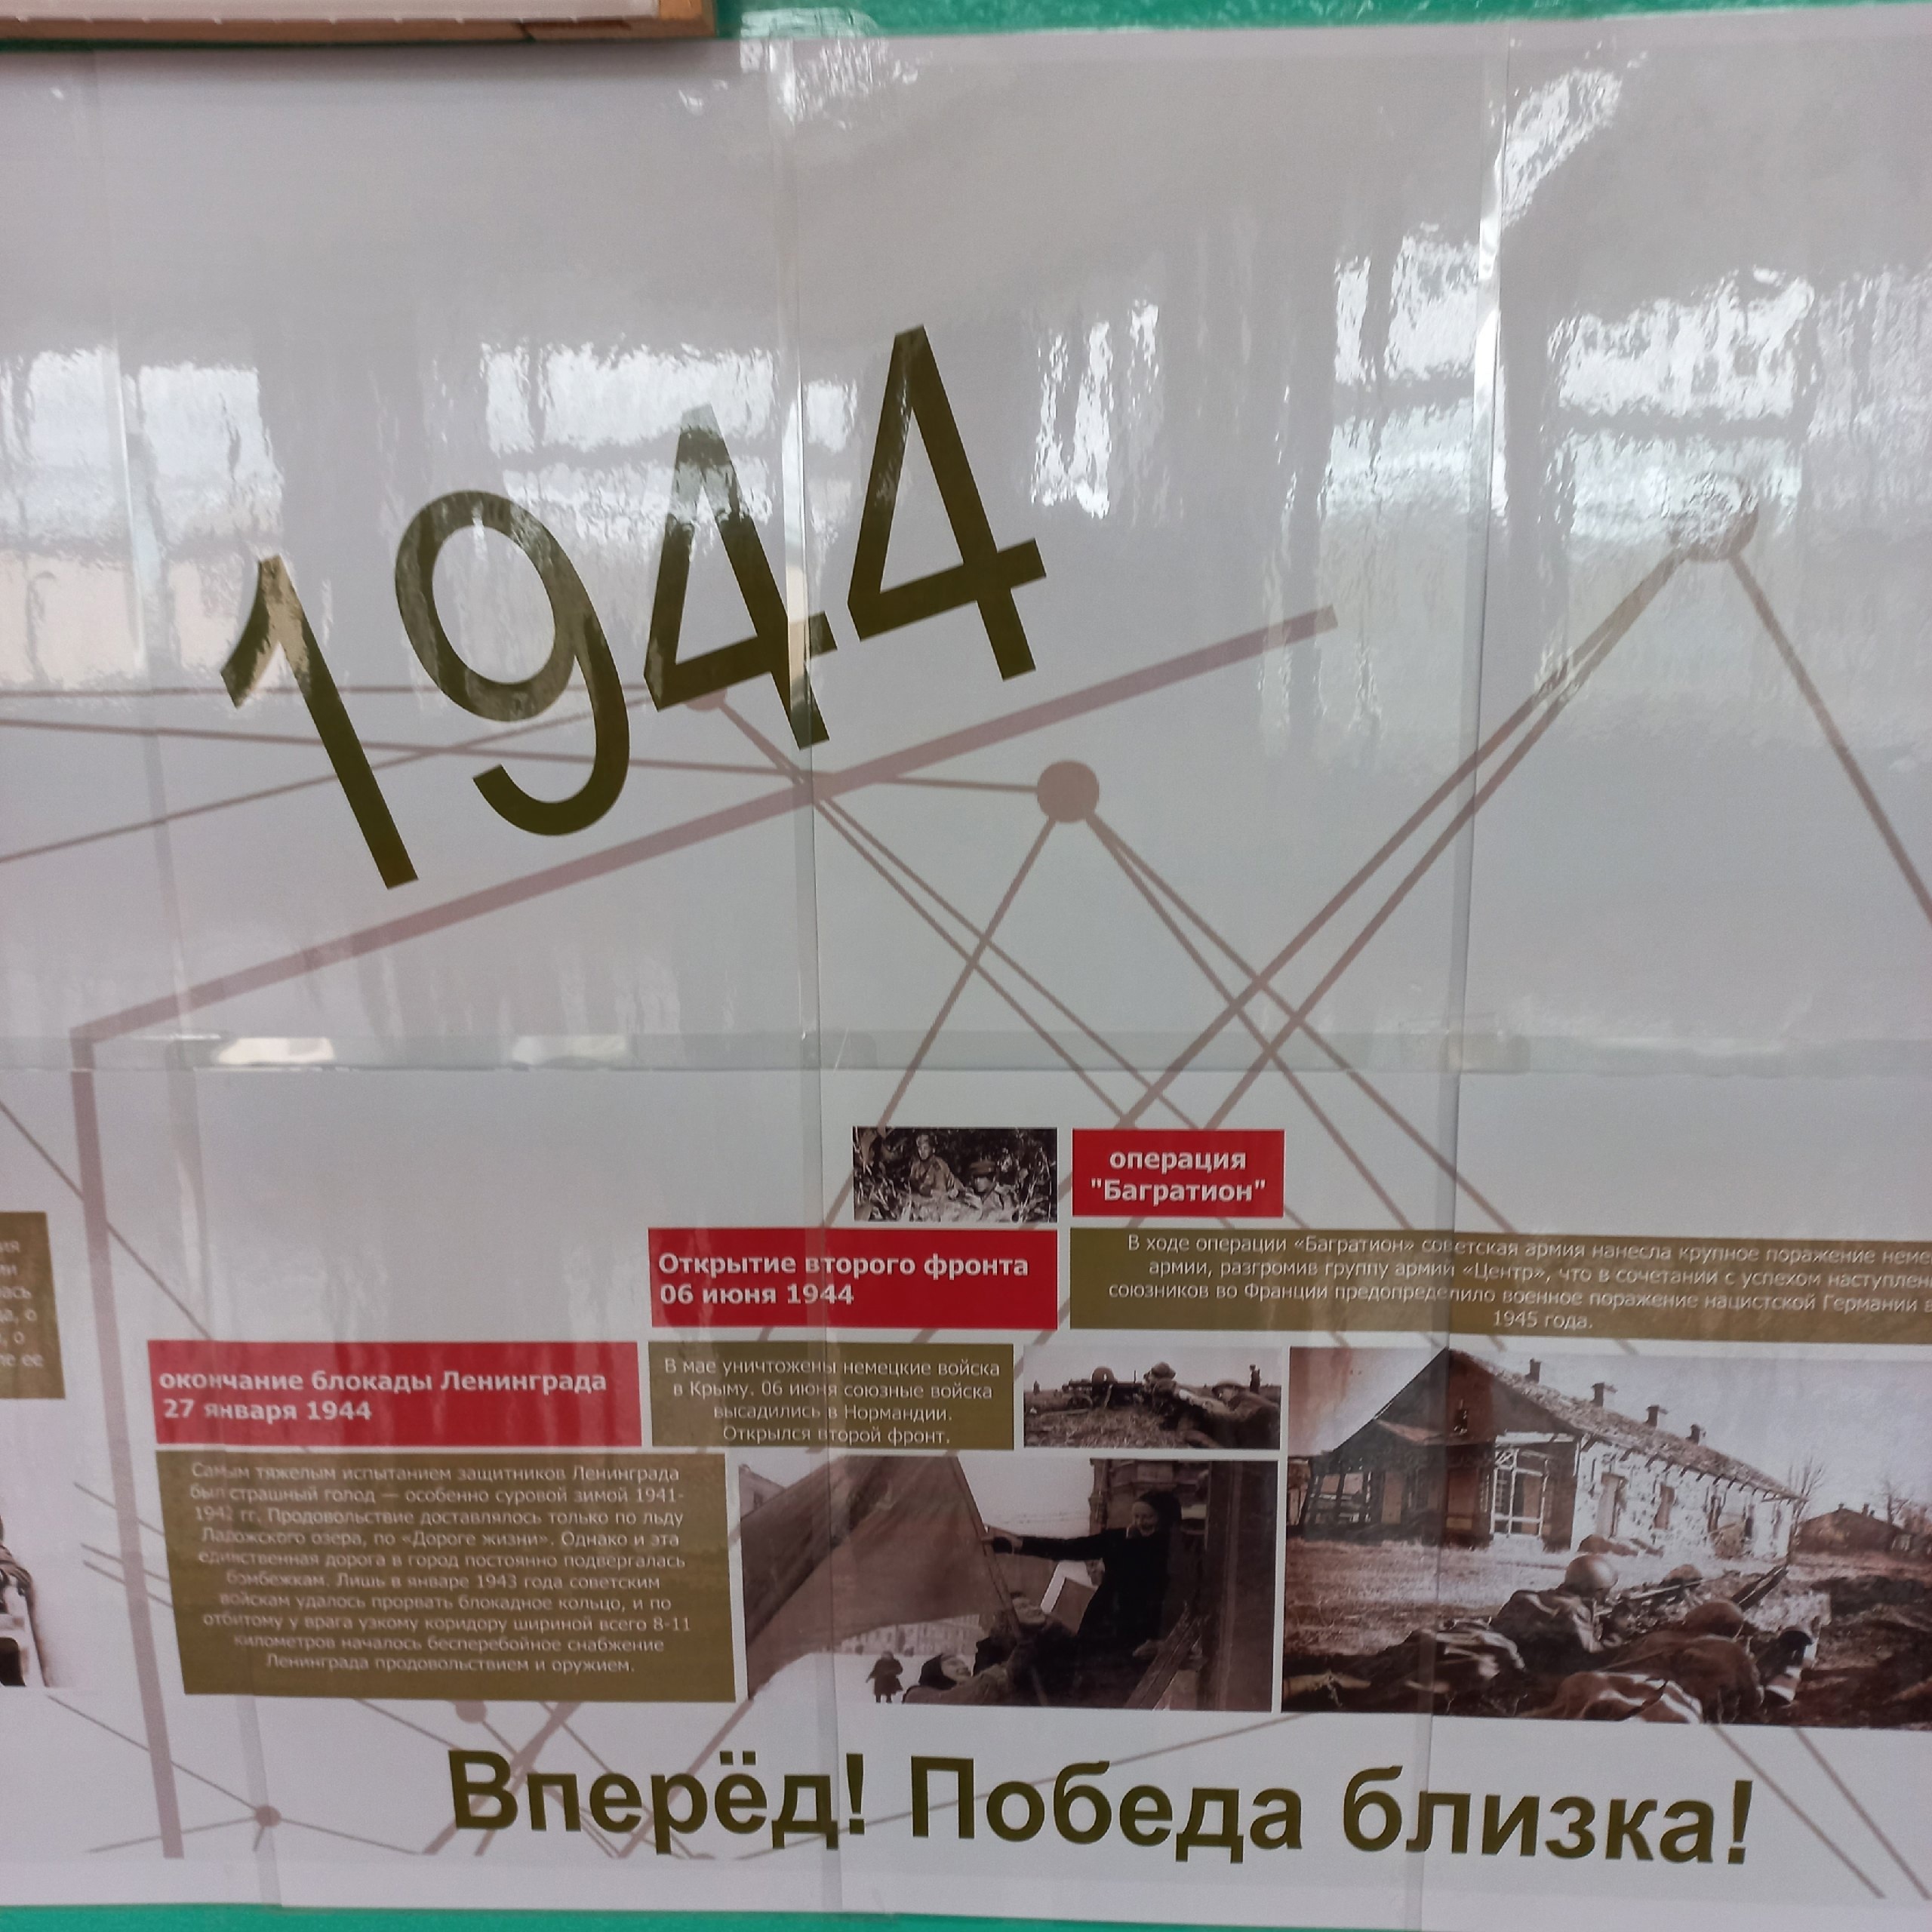 1944
операция
"Багратион"
Открытие второго фронта
06 июня 1944
В ходе операции «Багратион» советская армия нанесла крупное поражение неме
армии, разгромив группу армии «Центр», что в сочетании с успехом наступлен
союзников во Франции предопределило военное поражение нацистской Германии в
1945 года.
окончание блокады Ленинграда
27 января 1944
В мае уничтожены немецкие войска
в Крыму. 06 июня союзные войска
высадились в Нормандии.
Открылся второй фронт.
Самым тяжелым испытанием защитников Ленинграда
был страшный голод — особенно суровой зимой 1941-
1942 гг. Продовольствие доставлялось только по льду
Ладожского озера, по «Дороге жизни». Однако и эта
единственная дорога в город постоянно подвергалась
бомбежкам. Лишь в январе 1943 года советским
войскам удалось прорвать блокадное кольцо, и по
отбитому у врага узкому коридору шириной всего 8-11
километров началось бесперебойное снабжение
Ленинграда продовольствием и оружием.
Вперёд! Победа близка!